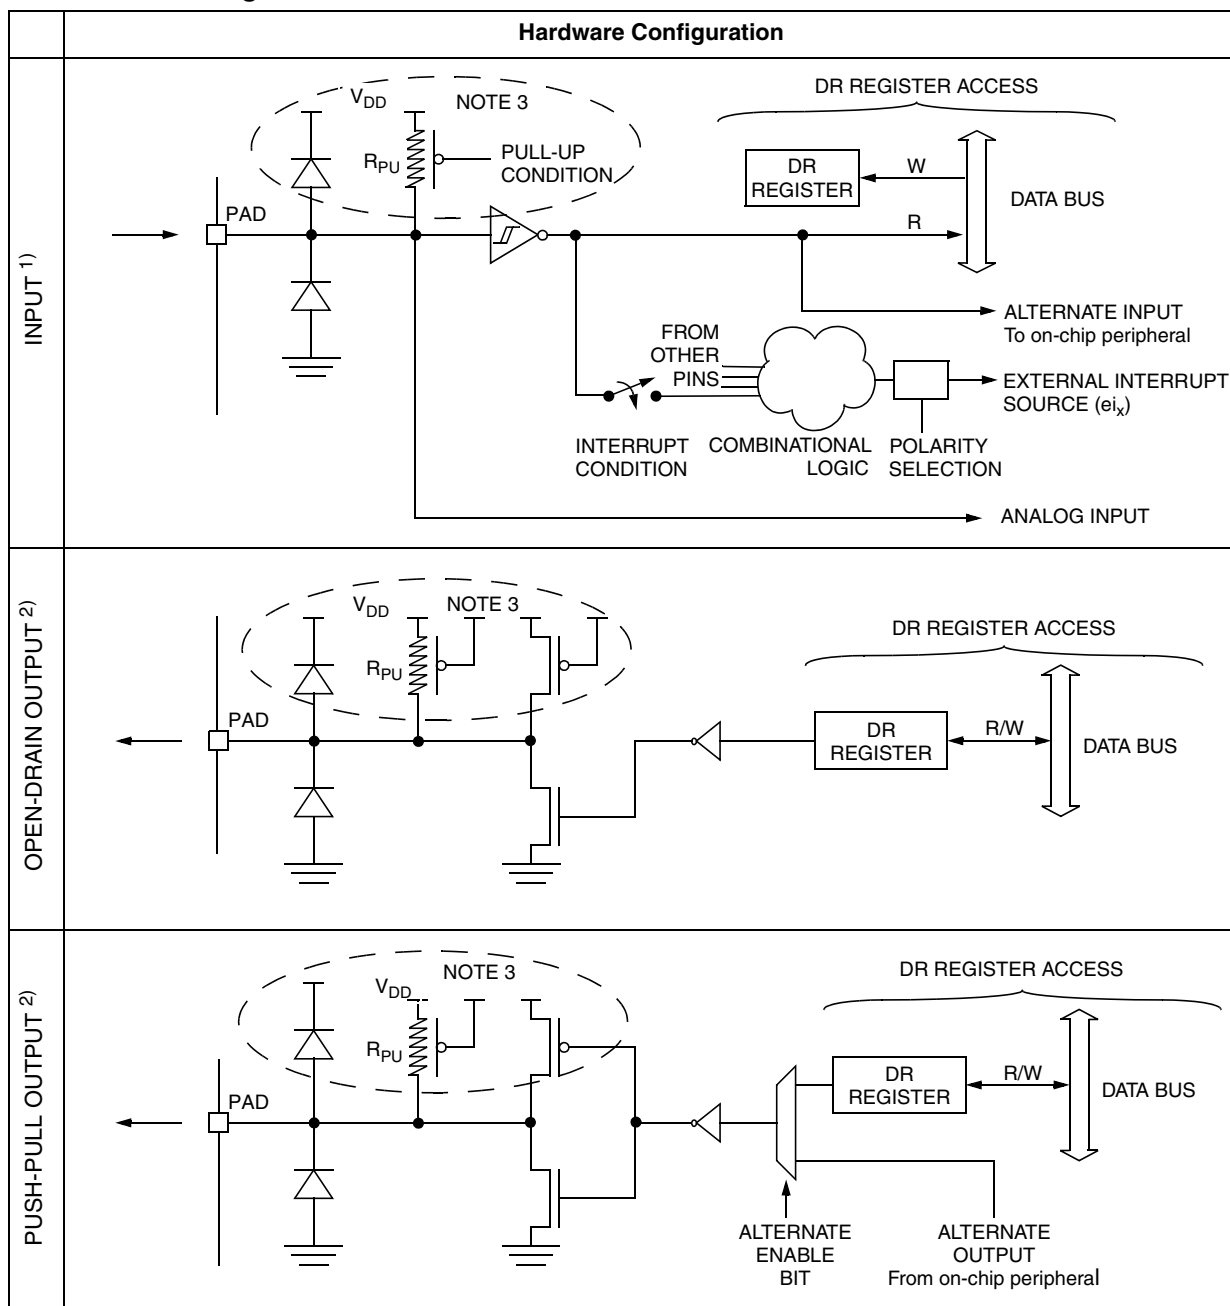 Hardware Configuration
INPUT 1)
VDD
NOTE 3
RPU
PULL-UP
CONDITION
PAD
DR REGISTER ACCESS
DR
REGISTER
W
R
DATA BUS
ALTERNATE INPUT
To on-chip peripheral
FROM
OTHER
PINS
EXTERNAL INTERRUPT
SOURCE (eix)
INTERRUPT
CONDITION
COMBINATIONAL
LOGIC
POLARITY
SELECTION
ANALOG INPUT
OPEN-DRAIN OUTPUT 2)
VDD
NOTE 3
RPU
PAD
DR REGISTER ACCESS
DR
REGISTER
R/W
DATA BUS
PUSH-PULL OUTPUT 2)
NOTE 3
VDD
RPU
PAD
DR REGISTER ACCESS
DR
REGISTER
R/W
DATA BUS
ALTERNATE
ENABLE
BIT
ALTERNATE
OUTPUT
From on-chip peripheral